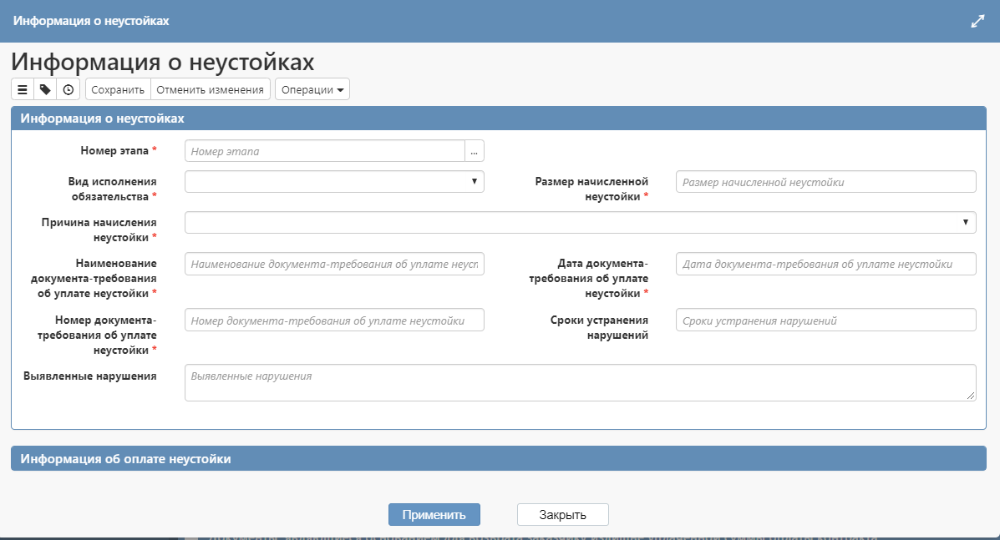 Информация о неустойках
Информация о неустойках
Сохранить Отменить изменения Операции
Информация о неустойках
Номер этапа * Номер этапа ...
Вид исполнения
обязательства *
Размер начисленной
неустойки *
Размер начисленной неустойки
Причина начисления
неустойки *
Наименование
документа-требования
об уплате неустойки *
Наименование документа-требования об уплате неуст
Дата документа-
требования об уплате
неустойки *
Дата документа-требования об уплате неустойки
Номер документа-
требования об уплате
неустойки *
Номер документа-требования об уплате неустойки
Сроки устранения
нарушений
Сроки устранения нарушений
Выявленные нарушения Выявленные нарушения
Информация об оплате неустойки
Применить Закрыть